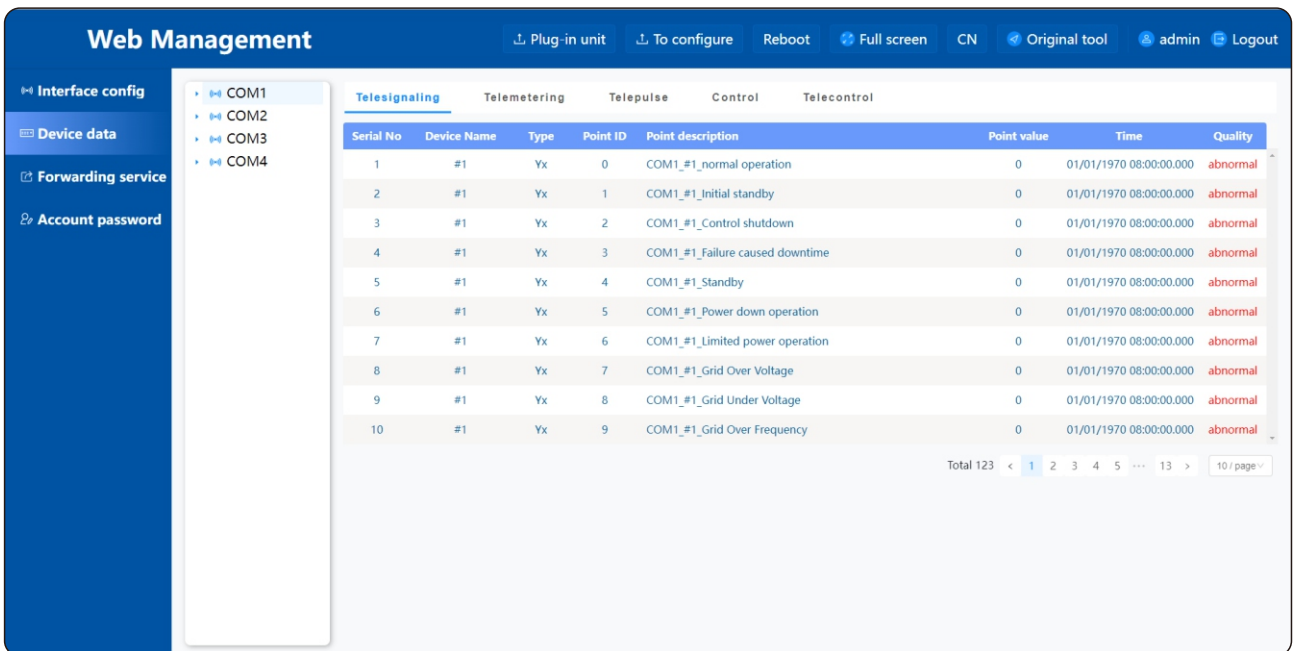 Web Management Plug-in unit To configure Reboot Full screen CN Original tool admin Logout
Interface config
Device data
Forwarding service
Account password
COM1
COM2
COM3
COM4
Telesignaling Telemetering Telepulse Control Telecontrol
Serial No Device Name Type Point ID Point description Point value Time Quality
1 #1 Yx 0 COM1_#1_normal operation 0 01/01/1970 08:00:00.000 abnormal
2 #1 Yx 1 COM1_#1_Initial standby 0 01/01/1970 08:00:00.000 abnormal
3 #1 Yx 2 COM1_#1_Control shutdown 0 01/01/1970 08:00:00.000 abnormal
4 #1 Yx 3 COM1_#1_Failure caused downtime 0 01/01/1970 08:00:00.000 abnormal
5 #1 Yx 4 COM1_#1_Standby 0 01/01/1970 08:00:00.000 abnormal
6 #1 Yx 5 COM1_#1_Power down operation 0 01/01/1970 08:00:00.000 abnormal
7 #1 Yx 6 COM1_#1_Limited power operation 0 01/01/1970 08:00:00.000 abnormal
8 #1 Yx 7 COM1_#1_Grid Over Voltage 0 01/01/1970 08:00:00.000 abnormal
9 #1 Yx 8 COM1_#1_Grid Under Voltage 0 01/01/1970 08:00:00.000 abnormal
10 #1 Yx 9 COM1_#1_Grid Over Frequency 0 01/01/1970 08:00:00.000 abnormal
Total 123 < 1 2 3 4 5 ··· 13 > 10 / page